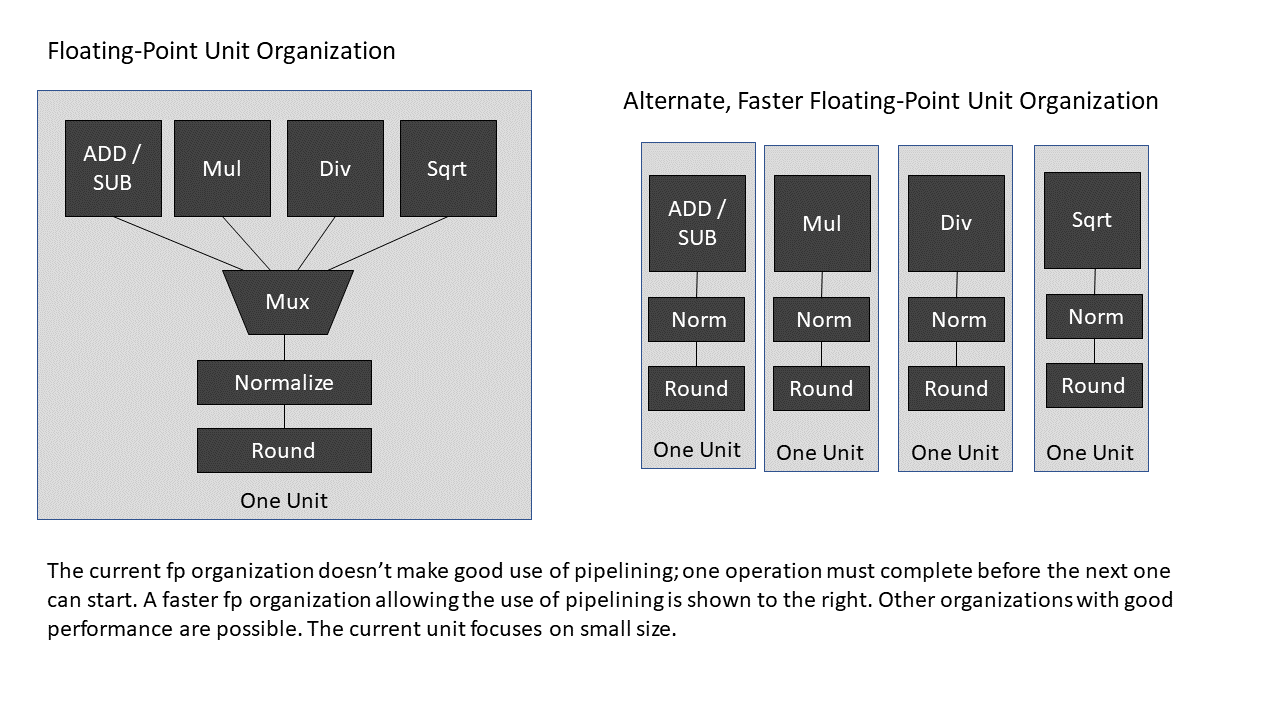 Floating-Point Unit Organization
ADD /
SUB
Mul
Div
Sqrt
Mux
Normalize
Round
One Unit
Alternate, Faster Floating-Point Unit Organization
ADD /
SUB
Norm
Round
One Unit
Mul
Norm
Round
One Unit
Div
Norm
Round
One Unit
Sqrt
Norm
Round
One Unit
The current fp organization doesn’t make good use of pipelining; one operation must complete before the next one
can start. A faster fp organization allowing the use of pipelining is shown to the right. Other organizations with good
performance are possible. The current unit focuses on small size.